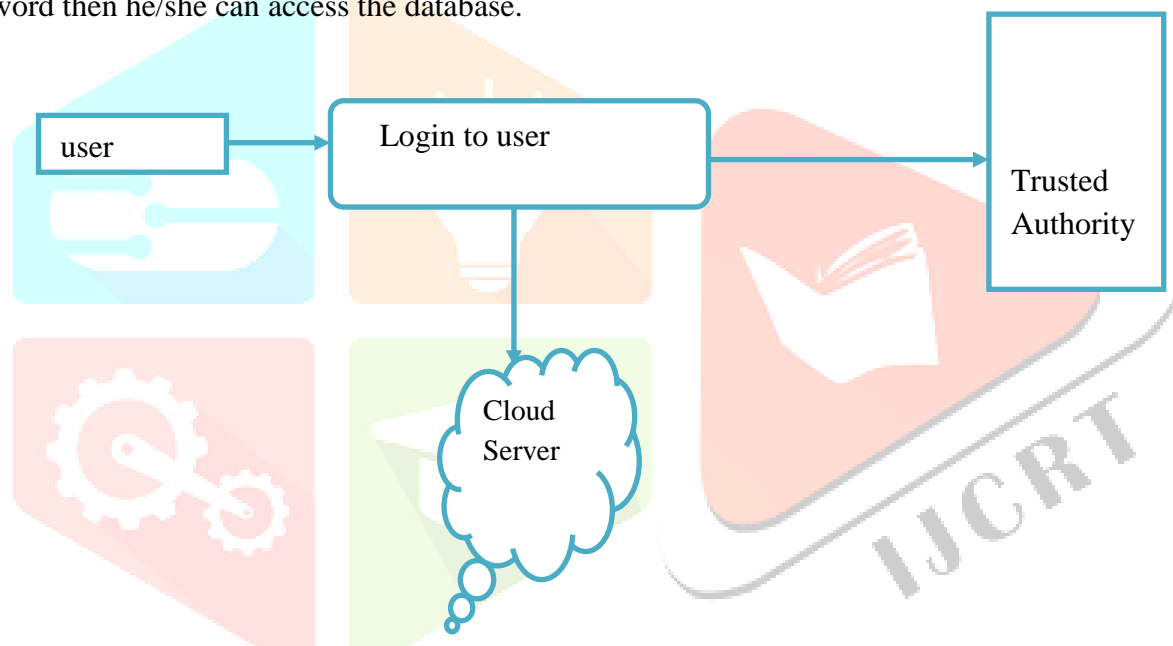 word then he/she can access the database.
user
Login to user
Trusted
Authority
Cloud
Server
IJCRT